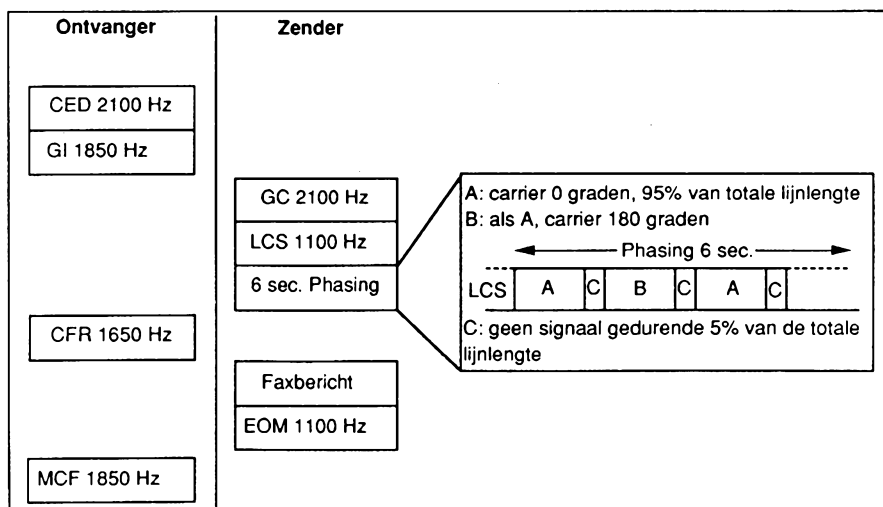 Ontvanger
Zender
CED 2100 Hz
GI 1850 Hz
GC 2100 Hz
LCS 1100 Hz
6 sec. Phasing
A: carrier 0 graden, 95% van totale lijnlengte
B: als A, carrier 180 graden
Phasing 6 sec.
LCS A C B C A C
C: geen signaal gedurende 5% van de totale
lijnlengte
CFR 1650 Hz
Faxbericht
EOM 1100 Hz
MCF 1850 Hz